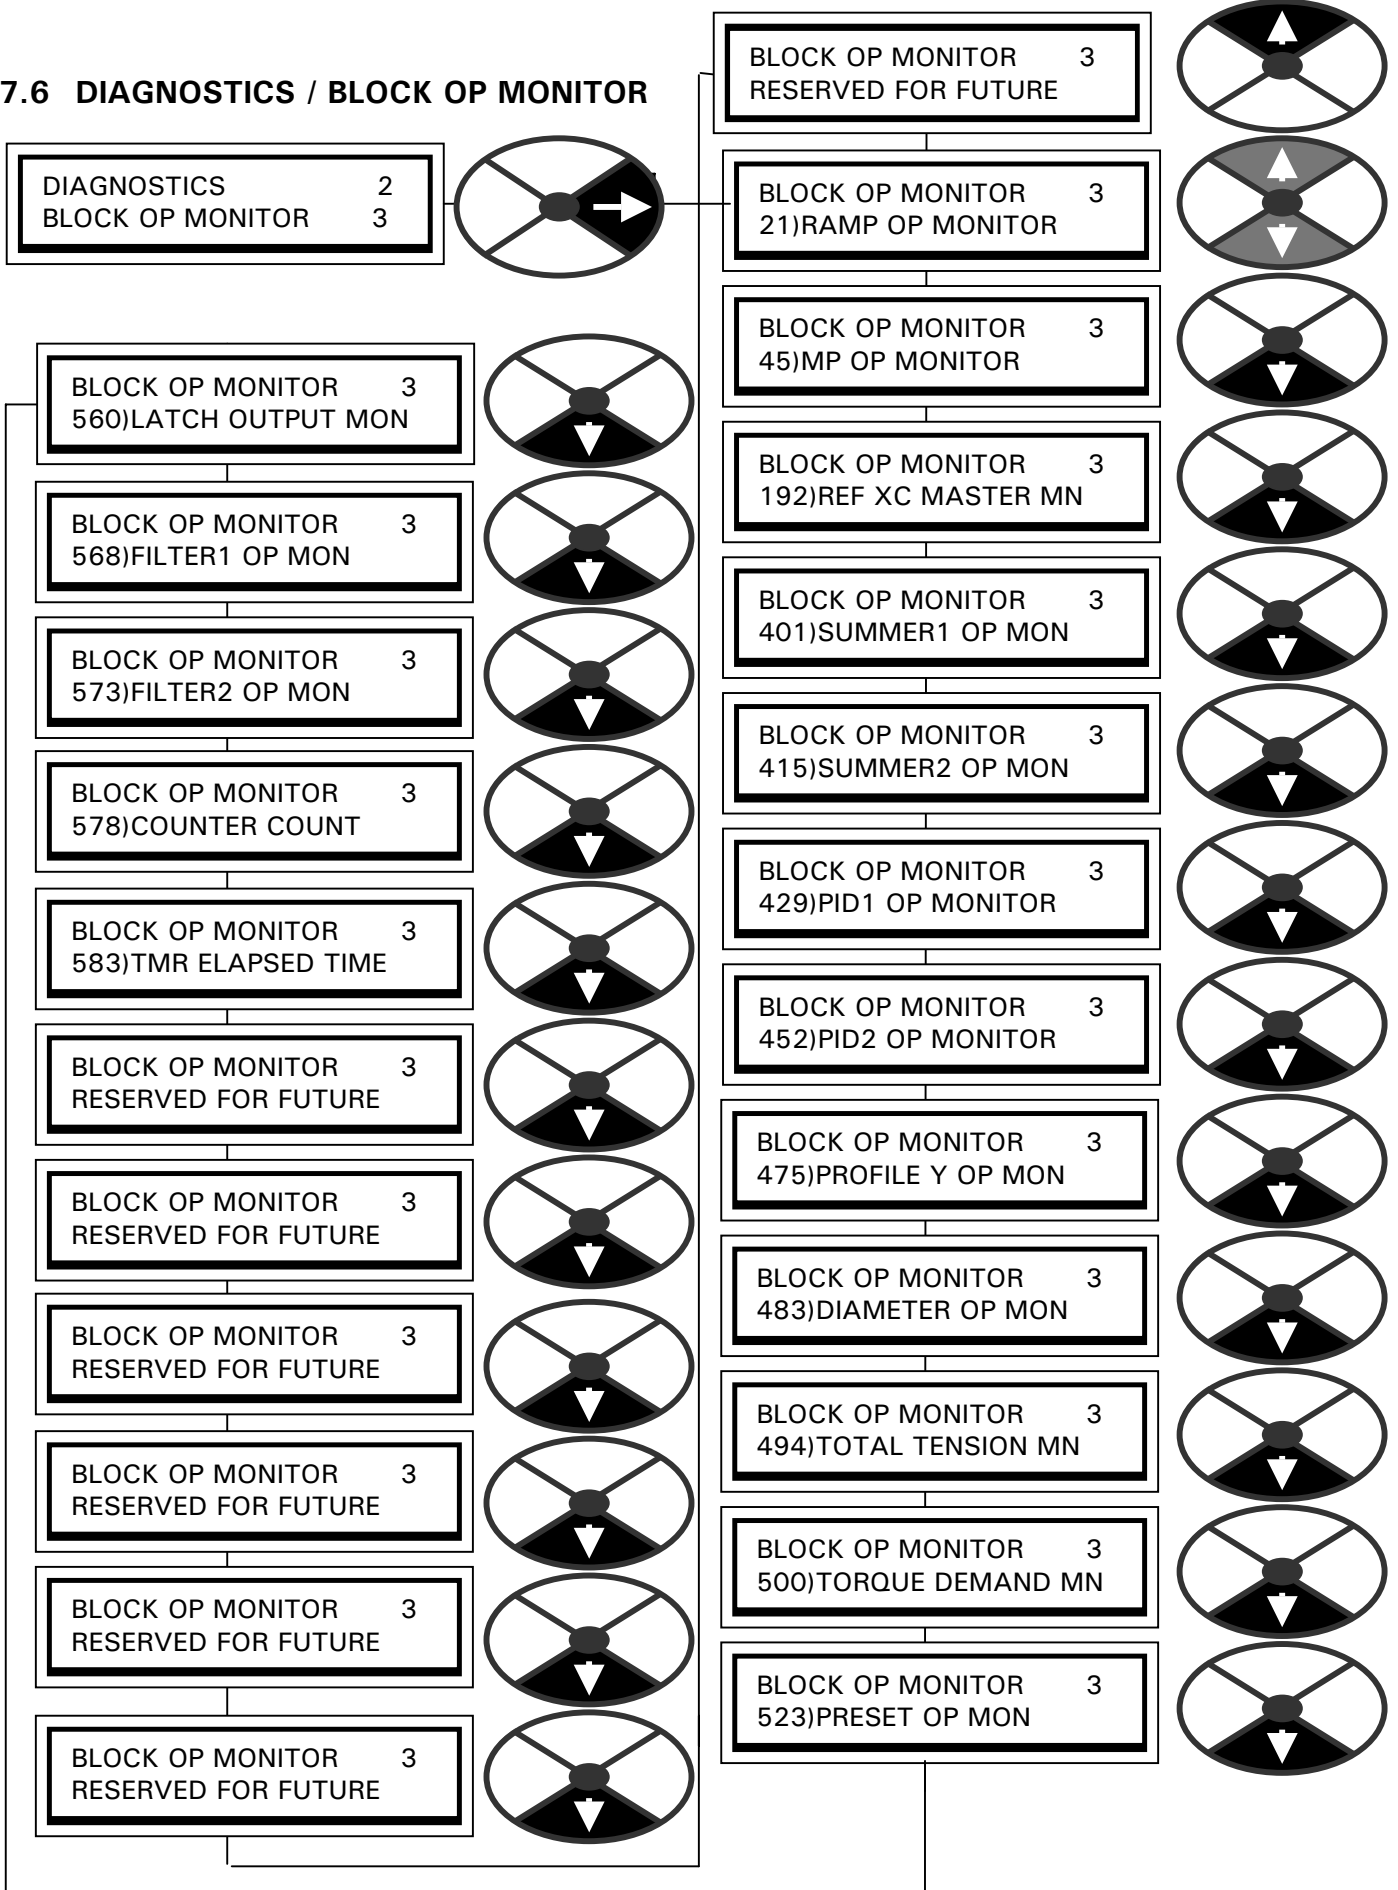 7.6 DIAGNOSTICS / BLOCK OP MONITOR
DIAGNOSTICS 2
BLOCK OP MONITOR 3
BLOCK OP MONITOR 3
560)LATCH OUTPUT MON
BLOCK OP MONITOR 3
568)FILTER1 OP MON
BLOCK OP MONITOR 3
573)FILTER2 OP MON
BLOCK OP MONITOR 3
578)COUNTER COUNT
BLOCK OP MONITOR 3
583)TMR ELAPSED TIME
BLOCK OP MONITOR 3
RESERVED FOR FUTURE
BLOCK OP MONITOR 3
RESERVED FOR FUTURE
BLOCK OP MONITOR 3
RESERVED FOR FUTURE
BLOCK OP MONITOR 3
RESERVED FOR FUTURE
BLOCK OP MONITOR 3
RESERVED FOR FUTURE
BLOCK OP MONITOR 3
RESERVED FOR FUTURE
BLOCK OP MONITOR 3
RESERVED FOR FUTURE
BLOCK OP MONITOR 3
21)RAMP OP MONITOR
BLOCK OP MONITOR 3
45)MP OP MONITOR
BLOCK OP MONITOR 3
192)REF XC MASTER MN
BLOCK OP MONITOR 3
401)SUMMER1 OP MON
BLOCK OP MONITOR 3
415)SUMMER2 OP MON
BLOCK OP MONITOR 3
429)PID1 OP MONITOR
BLOCK OP MONITOR 3
452)PID2 OP MONITOR
BLOCK OP MONITOR 3
475)PROFILE Y OP MON
BLOCK OP MONITOR 3
483)DIAMETER OP MON
BLOCK OP MONITOR 3
494)TOTAL TENSION MN
BLOCK OP MONITOR 3
500)TORQUE DEMAND MN
BLOCK OP MONITOR 3
523)PRESET OP MON